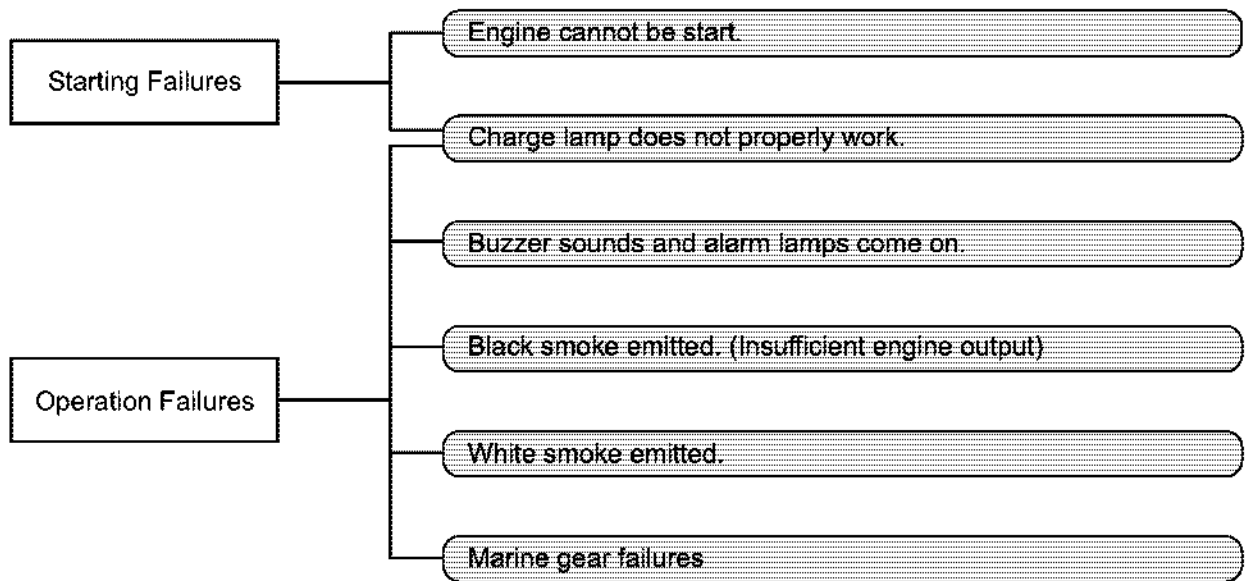 Starting Failures
Engine cannot be start.
Charge lamp does not properly work.
Buzzer sounds and alarm lamps come on.
Black smoke emitted. (Insufficient engine output)
Operation Failures
White smoke emitted.
Marine gear failures